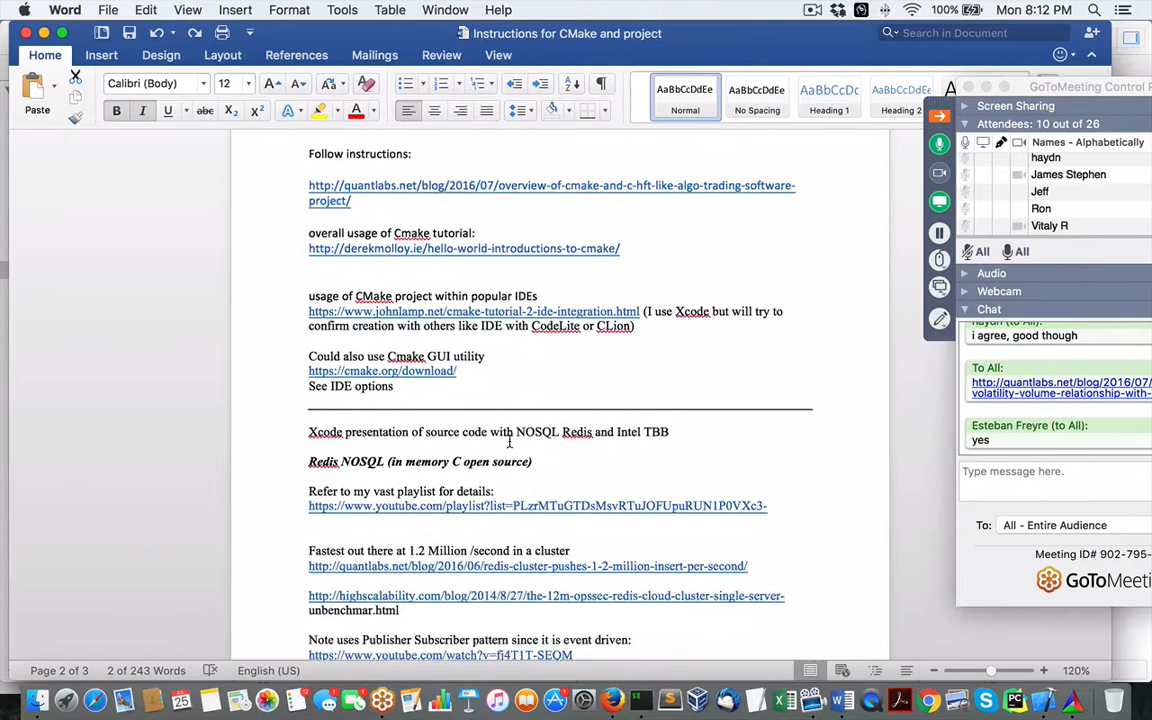 Word File Edit View Insert Format Tools Table Window Help 100% Mon 8:12 PM
Instructions for CMake and project
Search in Document
Home Insert Design Layout References Mailings Review View
Paste
Calibri (Body) 12
B I U abc X₂ X²
AaBbCcDdEe AaBbCcDdEe AaBbCcDc AaBbCcDdEe
Normal No Spacing Heading 1 Heading 2
Follow instructions:
http://quantlabs.net/blog/2016/07/overview-of-cmake-and-c-hft-like-algo-trading-software-
project/
overall usage of Cmake tutorial:
http://derekmolloy.ie/hello-world-introductions-to-cmake/
usage of CMake project within popular IDEs
https://www.johnlamp.net/cmake-tutorial-2-ide-integration.html (I use Xcode but will try to
confirm creation with others like IDE with CodeLite or CLion)
Could also use Cmake GUI utility
https://cmake.org/download/
See IDE options
Xcode presentation of source code with NOSQL Redis and Intel TBB
Redis NOSQL (in memory C open source)
Refer to my vast playlist for details:
https://www.youtube.com/playlist?list=PLzrMTuGTDsMsvRTuJOFUpuRUN1P0VXc3-
Fastest out there at 1.2 Million /second in a cluster
http://quantlabs.net/blog/2016/06/redis-cluster-pushes-1-2-million-insert-per-second/
http://highscalability.com/blog/2014/8/27/the-12m-opssec-redis-cloud-cluster-single-server-
unbenchmar.html
Note uses Publisher Subscriber pattern since it is event driven:
https://www.youtube.com/watch?v=fj4T1T-SEQM
Page 2 of 3 2 of 243 Words English (US) 120%
GoToMeeting Control P
Screen Sharing
Attendees: 10 out of 26
Names - Alphabetically
haydn
James Stephen
Jeff
Ron
Vitaly R
All All
Audio
Webcam
Chat
haydn (to All):
i agree, good though
To All:
http://quantlabs.net/blog/2016/07/
volatility-volume-relationship-with-
Esteban Freyre (to All):
yes
Type message here.
To: All - Entire Audience
Meeting ID# 902-795-
GoToMeeti